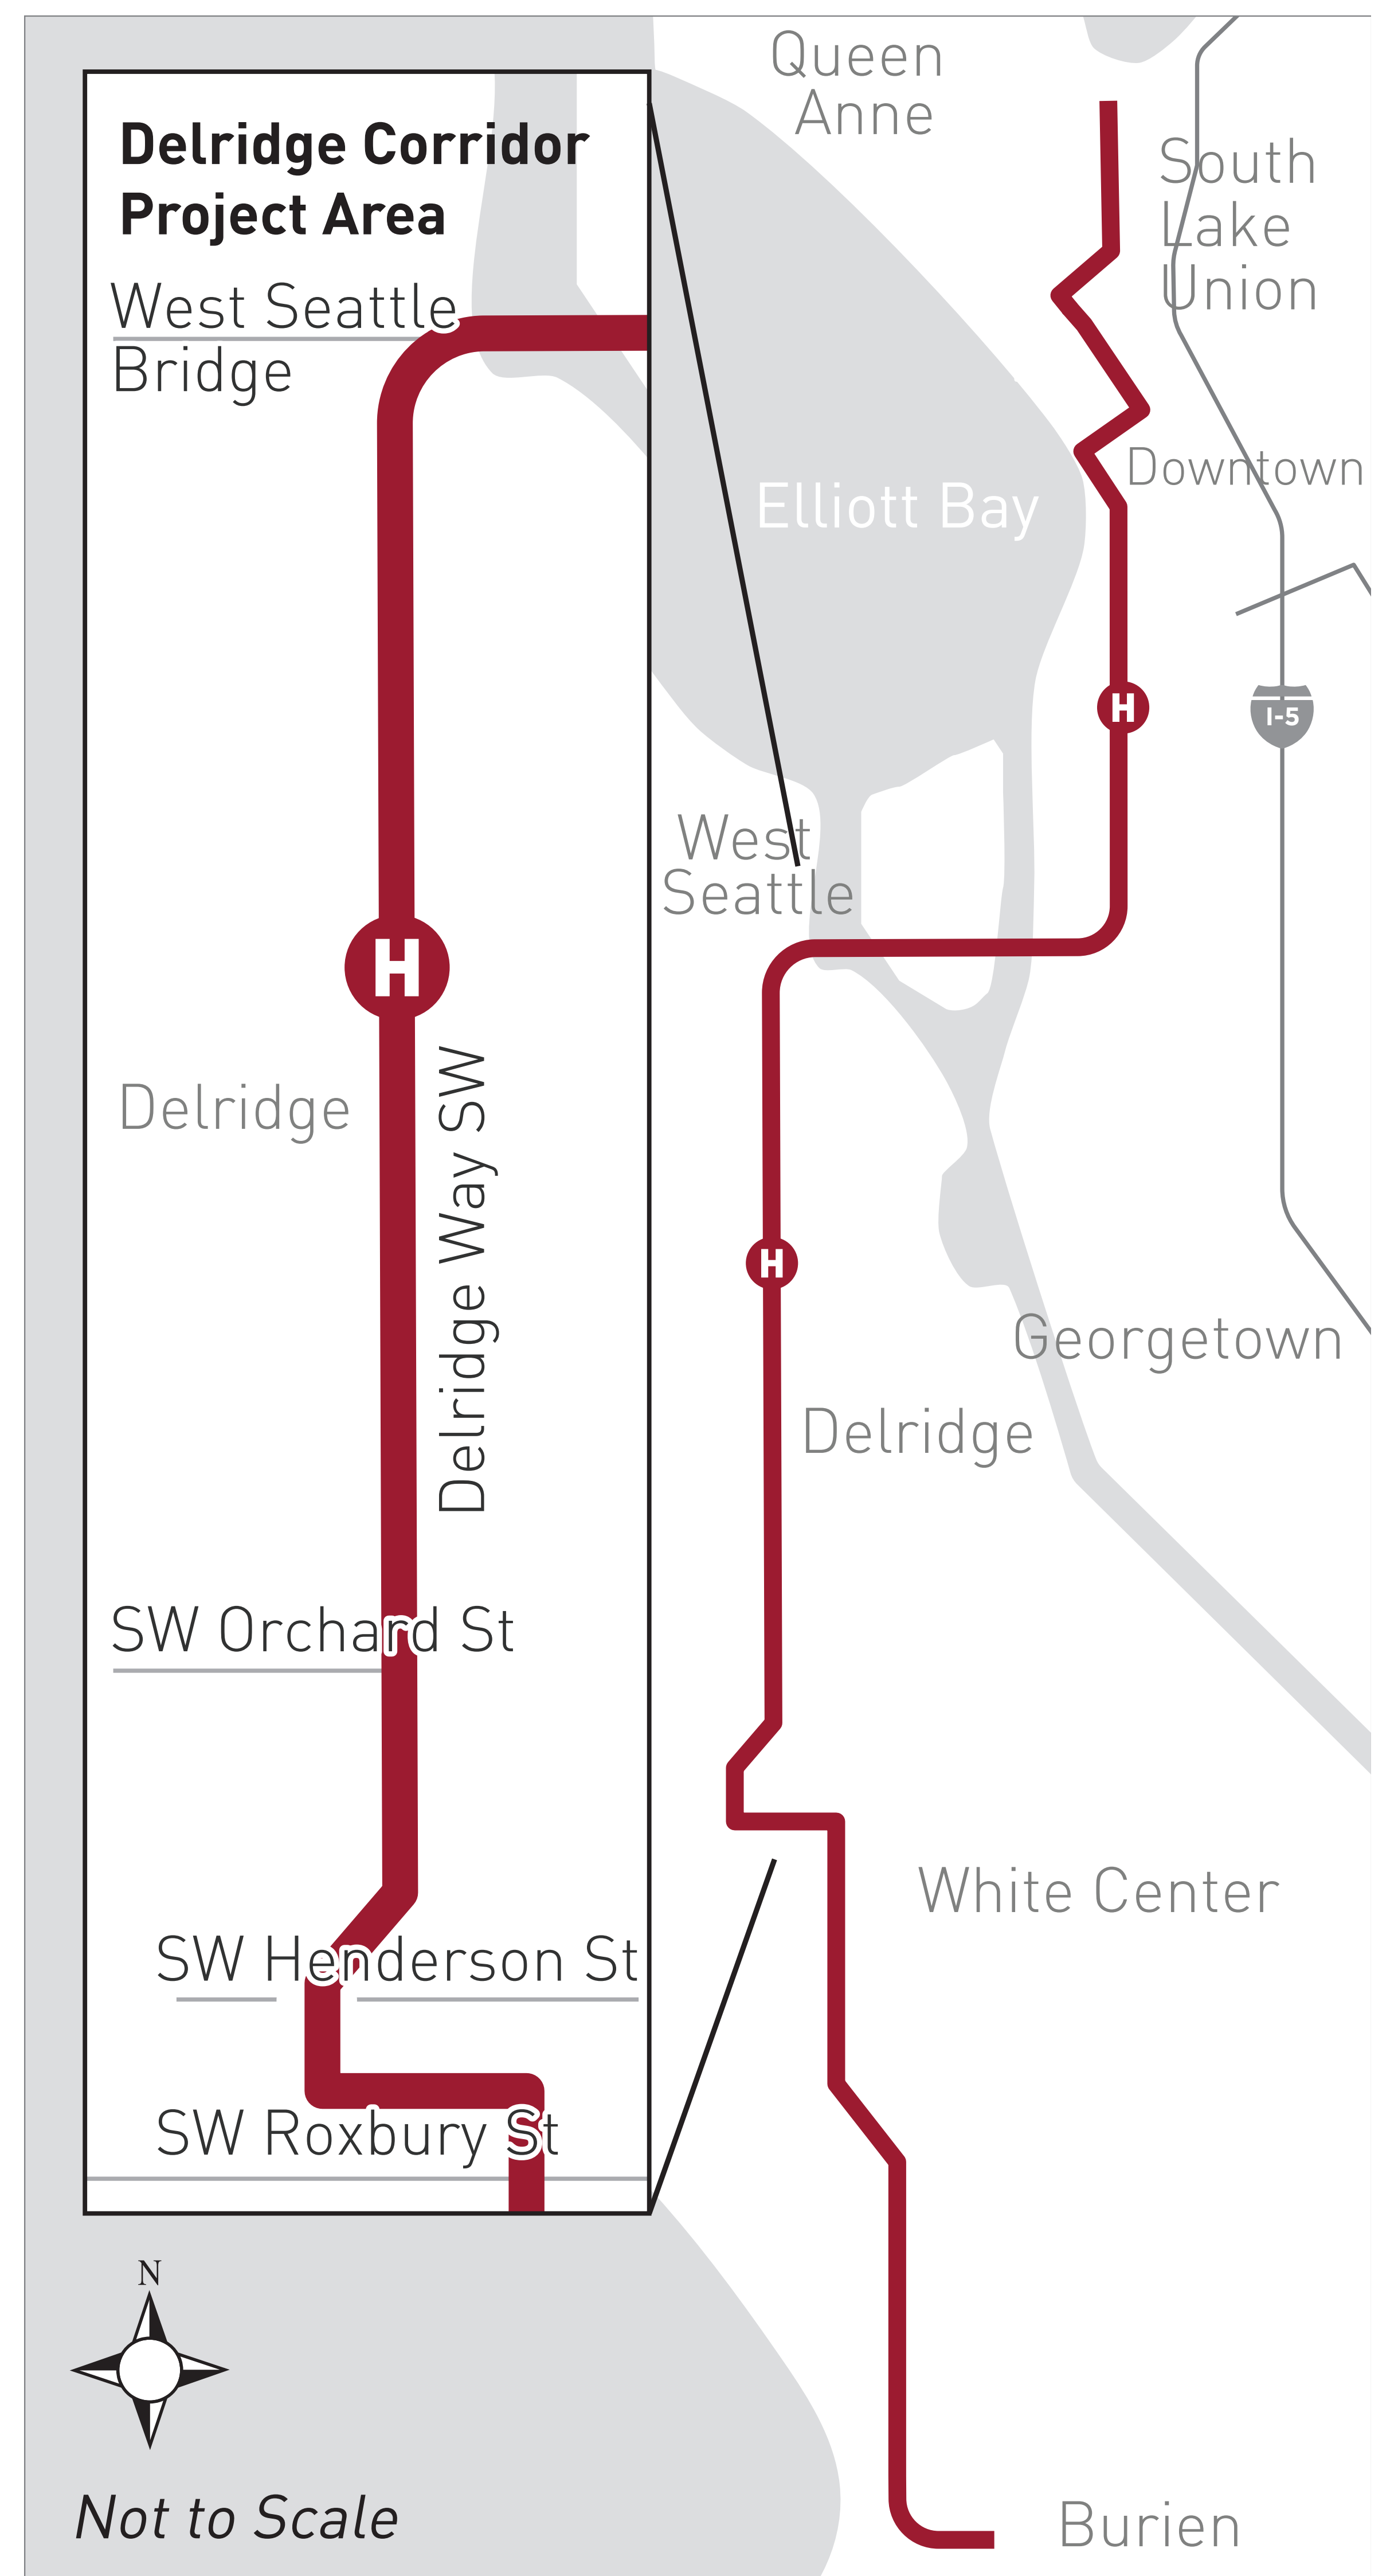 Delridge Corridor
Project Area
West Seattle
Bridge
H
Delridge
Delridge Way SW
SW Orchard St
SW Henderson St
SW Roxbury St
N
Not to Scale
Queen
Anne
South
Lake
Union
Downtown
Elliott Bay
H
I-5
West
Seattle
H
Georgetown
Delridge
White Center
Burien